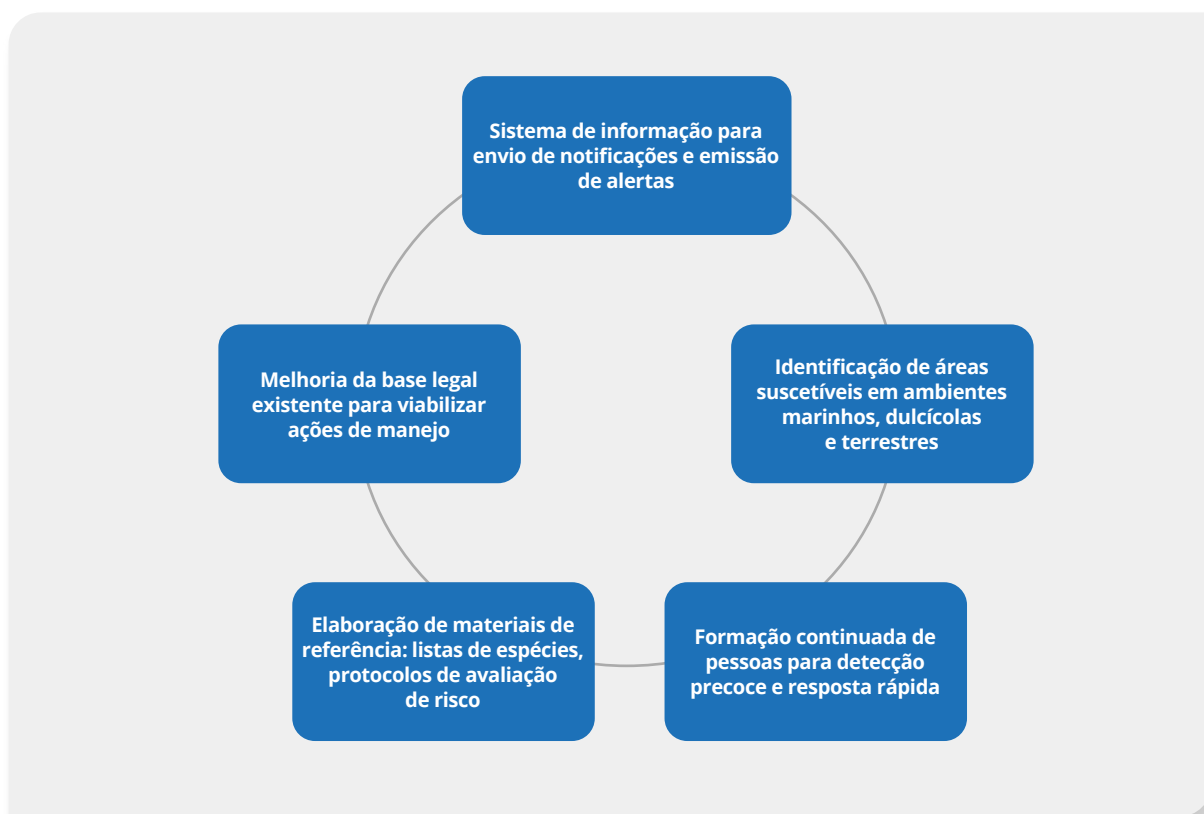 Sistema de informação para
envio de notificações e emissão
de alertas
Identificação de áreas
suscetíveis em ambientes
marinhos, dulcícolas
e terrestres
Formação continuada de
pessoas para detecção
precoce e resposta rápida
Elaboração de materiais de
referência: listas de espécies,
protocolos de avaliação
de risco
Melhoria da base legal
existente para viabilizar
ações de manejo